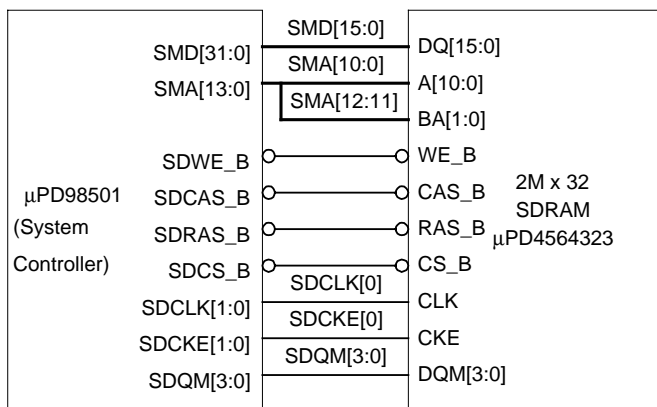 SMD[15:0]
SMD[31:0]
DQ[15:0]
SMA[10:0]
SMA[13:0]
A[10:0]
SMA[12:11]
BA[1:0]
SDWE_B
WE_B
µPD98501
(System
Controller)
SDCAS_B
CAS_B
2M x 32
SDRAM
µPD4564323
SDRAS_B
RAS_B
SDCS_B
CS_B
SDCLK[0]
SDCLK[1:0]
CLK
SDCKE[0]
SDCKE[1:0]
CKE
SDQM[3:0]
SDQM[3:0]
DQM[3:0]